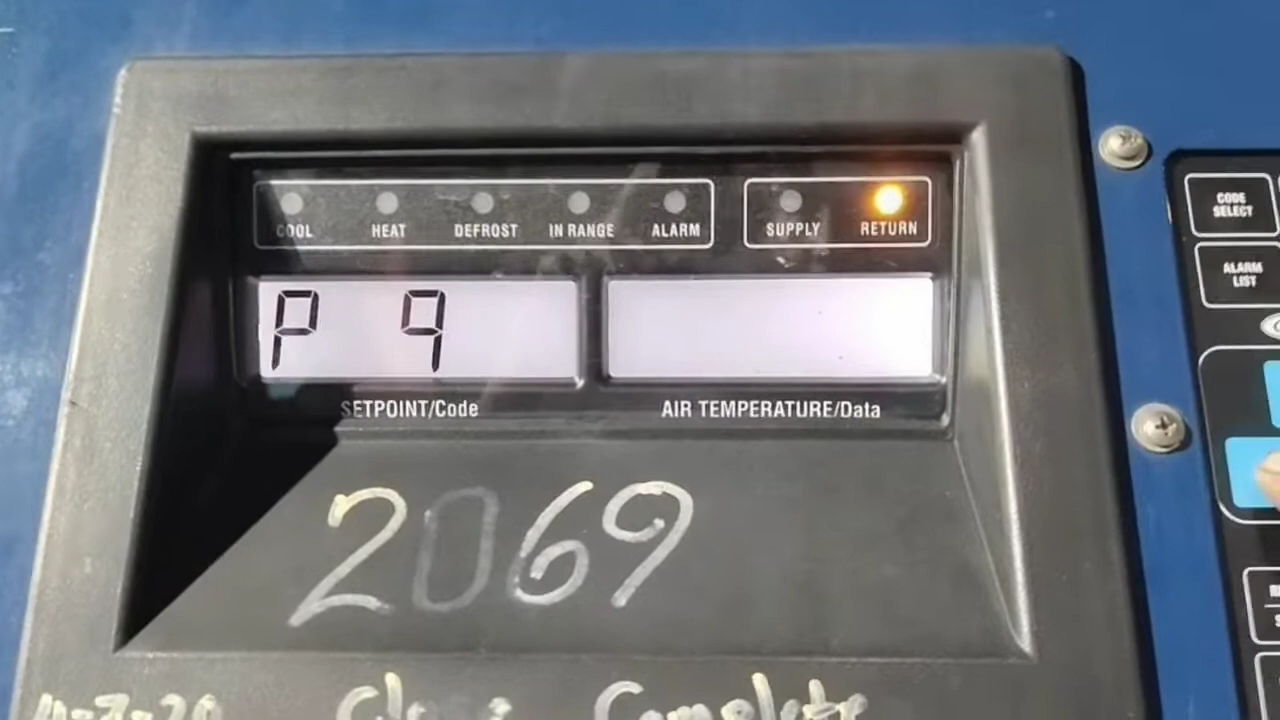 COOL HEAT DEFROST IN RANGE ALARM SUPPLY RETURN
CODE
SELECT
ALARM
LIST
P 9
SETPOINT/Code AIR TEMPERATURE/Data
2069
Complete